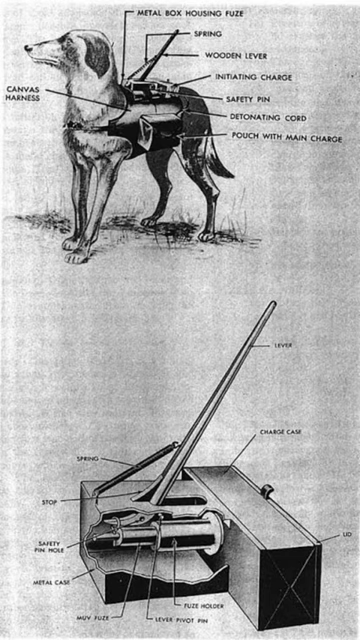 METAL BOX HOUSING FUZE
SPRING
WOODEN LEVER
INITIATING CHARGE
CANVAS
HARNESS
SAFETY PIN
DETONATING CORD
POUCH WITH MAIN CHARGE
LEVER
CHARGE CASE
SPRING
STOP
LID
SAFETY
PIN HOLE
METAL CASE
FUZE HOLDER
MUV FUZE
LEVER PIVOT PIN